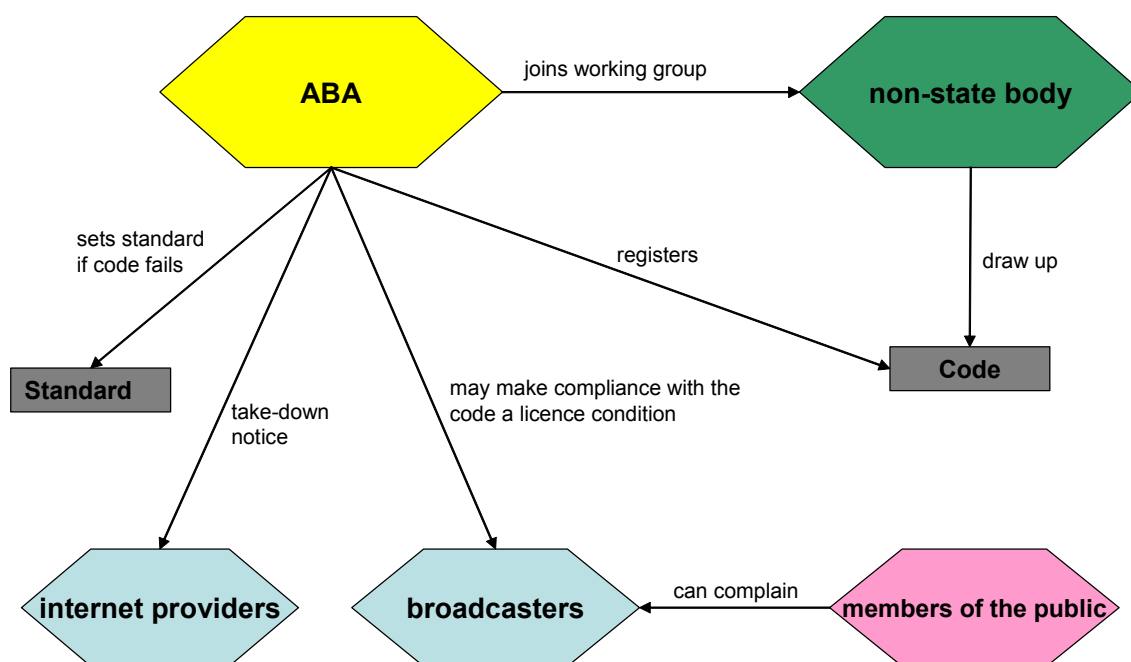 joins working group
ABA
non-state body
sets standard
if code fails
registers
draw up
Standard
Code
may make compliance with the
code a licence condition
take-down
notice
internet providers
broadcasters
can complain
members of the public